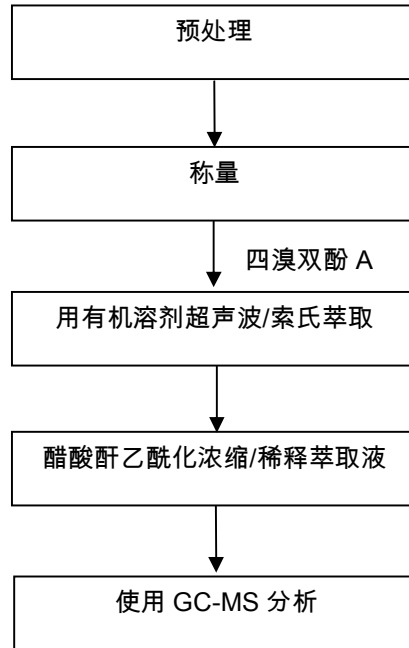 预处理
称量
四溴双酚 A
用有机溶剂超声波/索氏萃取
醋酸酐乙酰化浓缩/稀释萃取液
使用 GC-MS 分析